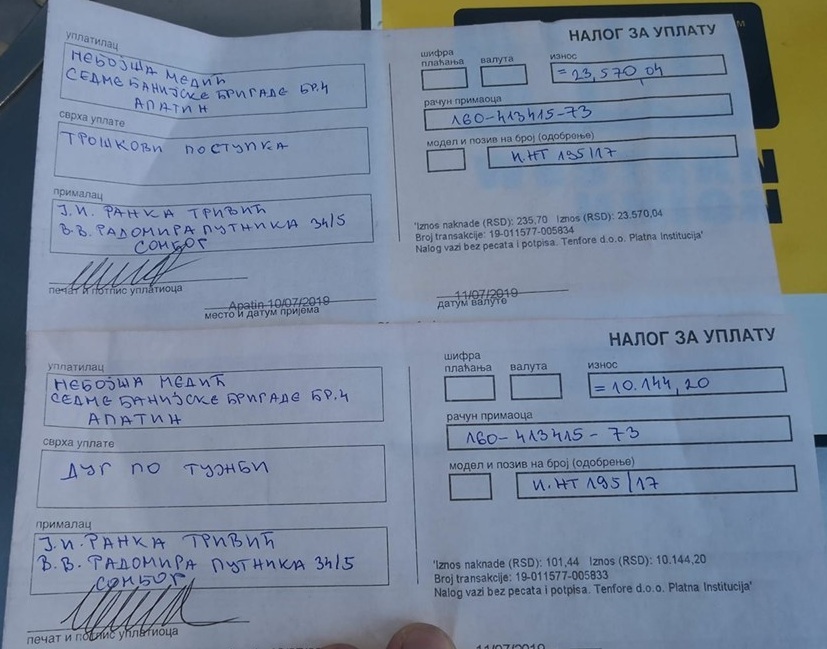 НАЛОГ ЗА УПЛАТУ
уплатилац
НЕБОЈША МЕДИЋ
СЕДМЕ БАНИЈСКЕ БРИГАДЕ БР.4
АПАТИН
сврха уплате
ТРОШКОВИ ПОСТУПКА
прималац
Ј.И. РАНКА ТРИВИЋ
В.В. РАДОМИРА ПУТНИКА 34/5
СОМБОР
печат и потпис уплатиоца
Apatin 10/07/2019
место и датум пријема
шифра плаћања
валута
износ
=23,570 04
рачун примаоца
160-413415-73
модел и позив на број (одобрење)
И.НТ 195/17
'Iznos naknade (RSD): 235,70 Iznos (RSD): 23.570,04
Broj transakcije: 19-011577-005834
Nalog vazi bez pecata i potpisa. Tenfore d.o.o. Platna Institucija'
11/07/2019
датум валуте
НАЛОГ ЗА УПЛАТУ
уплатилац
НЕБОЈША МЕДИЋ
СЕДМЕ БАНИЈСКЕ БРИГАДЕ БР.4
АПАТИН
сврха уплате
ДУГ ПО ТУЖБИ
прималац
Ј.И. РАНКА ТРИВИЋ
В.В. РАДОМИРА ПУТНИКА 34/5
СОМБОР
печат и потпис уплатиоца
шифра плаћања
валута
износ
=10.144,20
рачун примаоца
160-413415-73
модел и позив на број (одобрење)
И.НТ 195/17
'Iznos naknade (RSD): 101,44 Iznos (RSD): 10.144,20
Broj transakcije: 19-011577-005833
Nalog vazi bez pecata i potpisa. Tenfore d.o.o. Platna Institucija'
11/07/2019